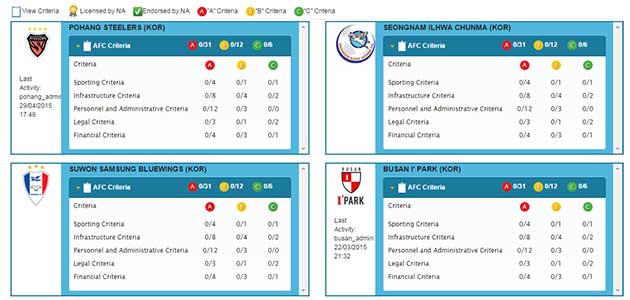 View Criteria Licensed by NA Endorsed by NA "A" Criteria "B" Criteria "C" Criteria
POHANG STEELERS (KOR)
AFC Criteria A 0/31 0/12 C 0/6
Criteria A C
Sporting Criteria 0/4 0/1 0/1
Infrastructure Criteria 0/8 0/4 0/2
Personnel and Administrative Criteria 0/12 0/3 0/0
Legal Criteria 0/3 0/1 0/2
Financial Criteria 0/4 0/3 0/1
Last
Activity:
pohang_admin
29/04/2015
17:48
SEONGNAM ILHWA CHUNMA (KOR)
AFC Criteria A 0/31 0/12 C 0/6
Criteria A C
Sporting Criteria 0/4 0/1 0/1
Infrastructure Criteria 0/8 0/4 0/2
Personnel and Administrative Criteria 0/12 0/3 0/0
Legal Criteria 0/3 0/1 0/2
Financial Criteria 0/4 0/3 0/1
SUWON SAMSUNG BLUEWINGS (KOR)
AFC Criteria A 0/31 0/12 C 0/6
Criteria A C
Sporting Criteria 0/4 0/1 0/1
Infrastructure Criteria 0/8 0/4 0/2
Personnel and Administrative Criteria 0/12 0/3 0/0
Legal Criteria 0/3 0/1 0/2
Financial Criteria 0/4 0/3 0/1
BUSAN I' PARK (KOR)
BUSAN
I'PARK
AFC Criteria A 0/31 0/12 C 0/6
Criteria A C
Sporting Criteria 0/4 0/1 0/1
Infrastructure Criteria 0/8 0/4 0/2
Personnel and Administrative Criteria 0/12 0/3 0/0
Legal Criteria 0/3 0/1 0/2
Financial Criteria 0/4 0/3 0/1
Last
Activity:
busan_admin
22/03/2015
21:32